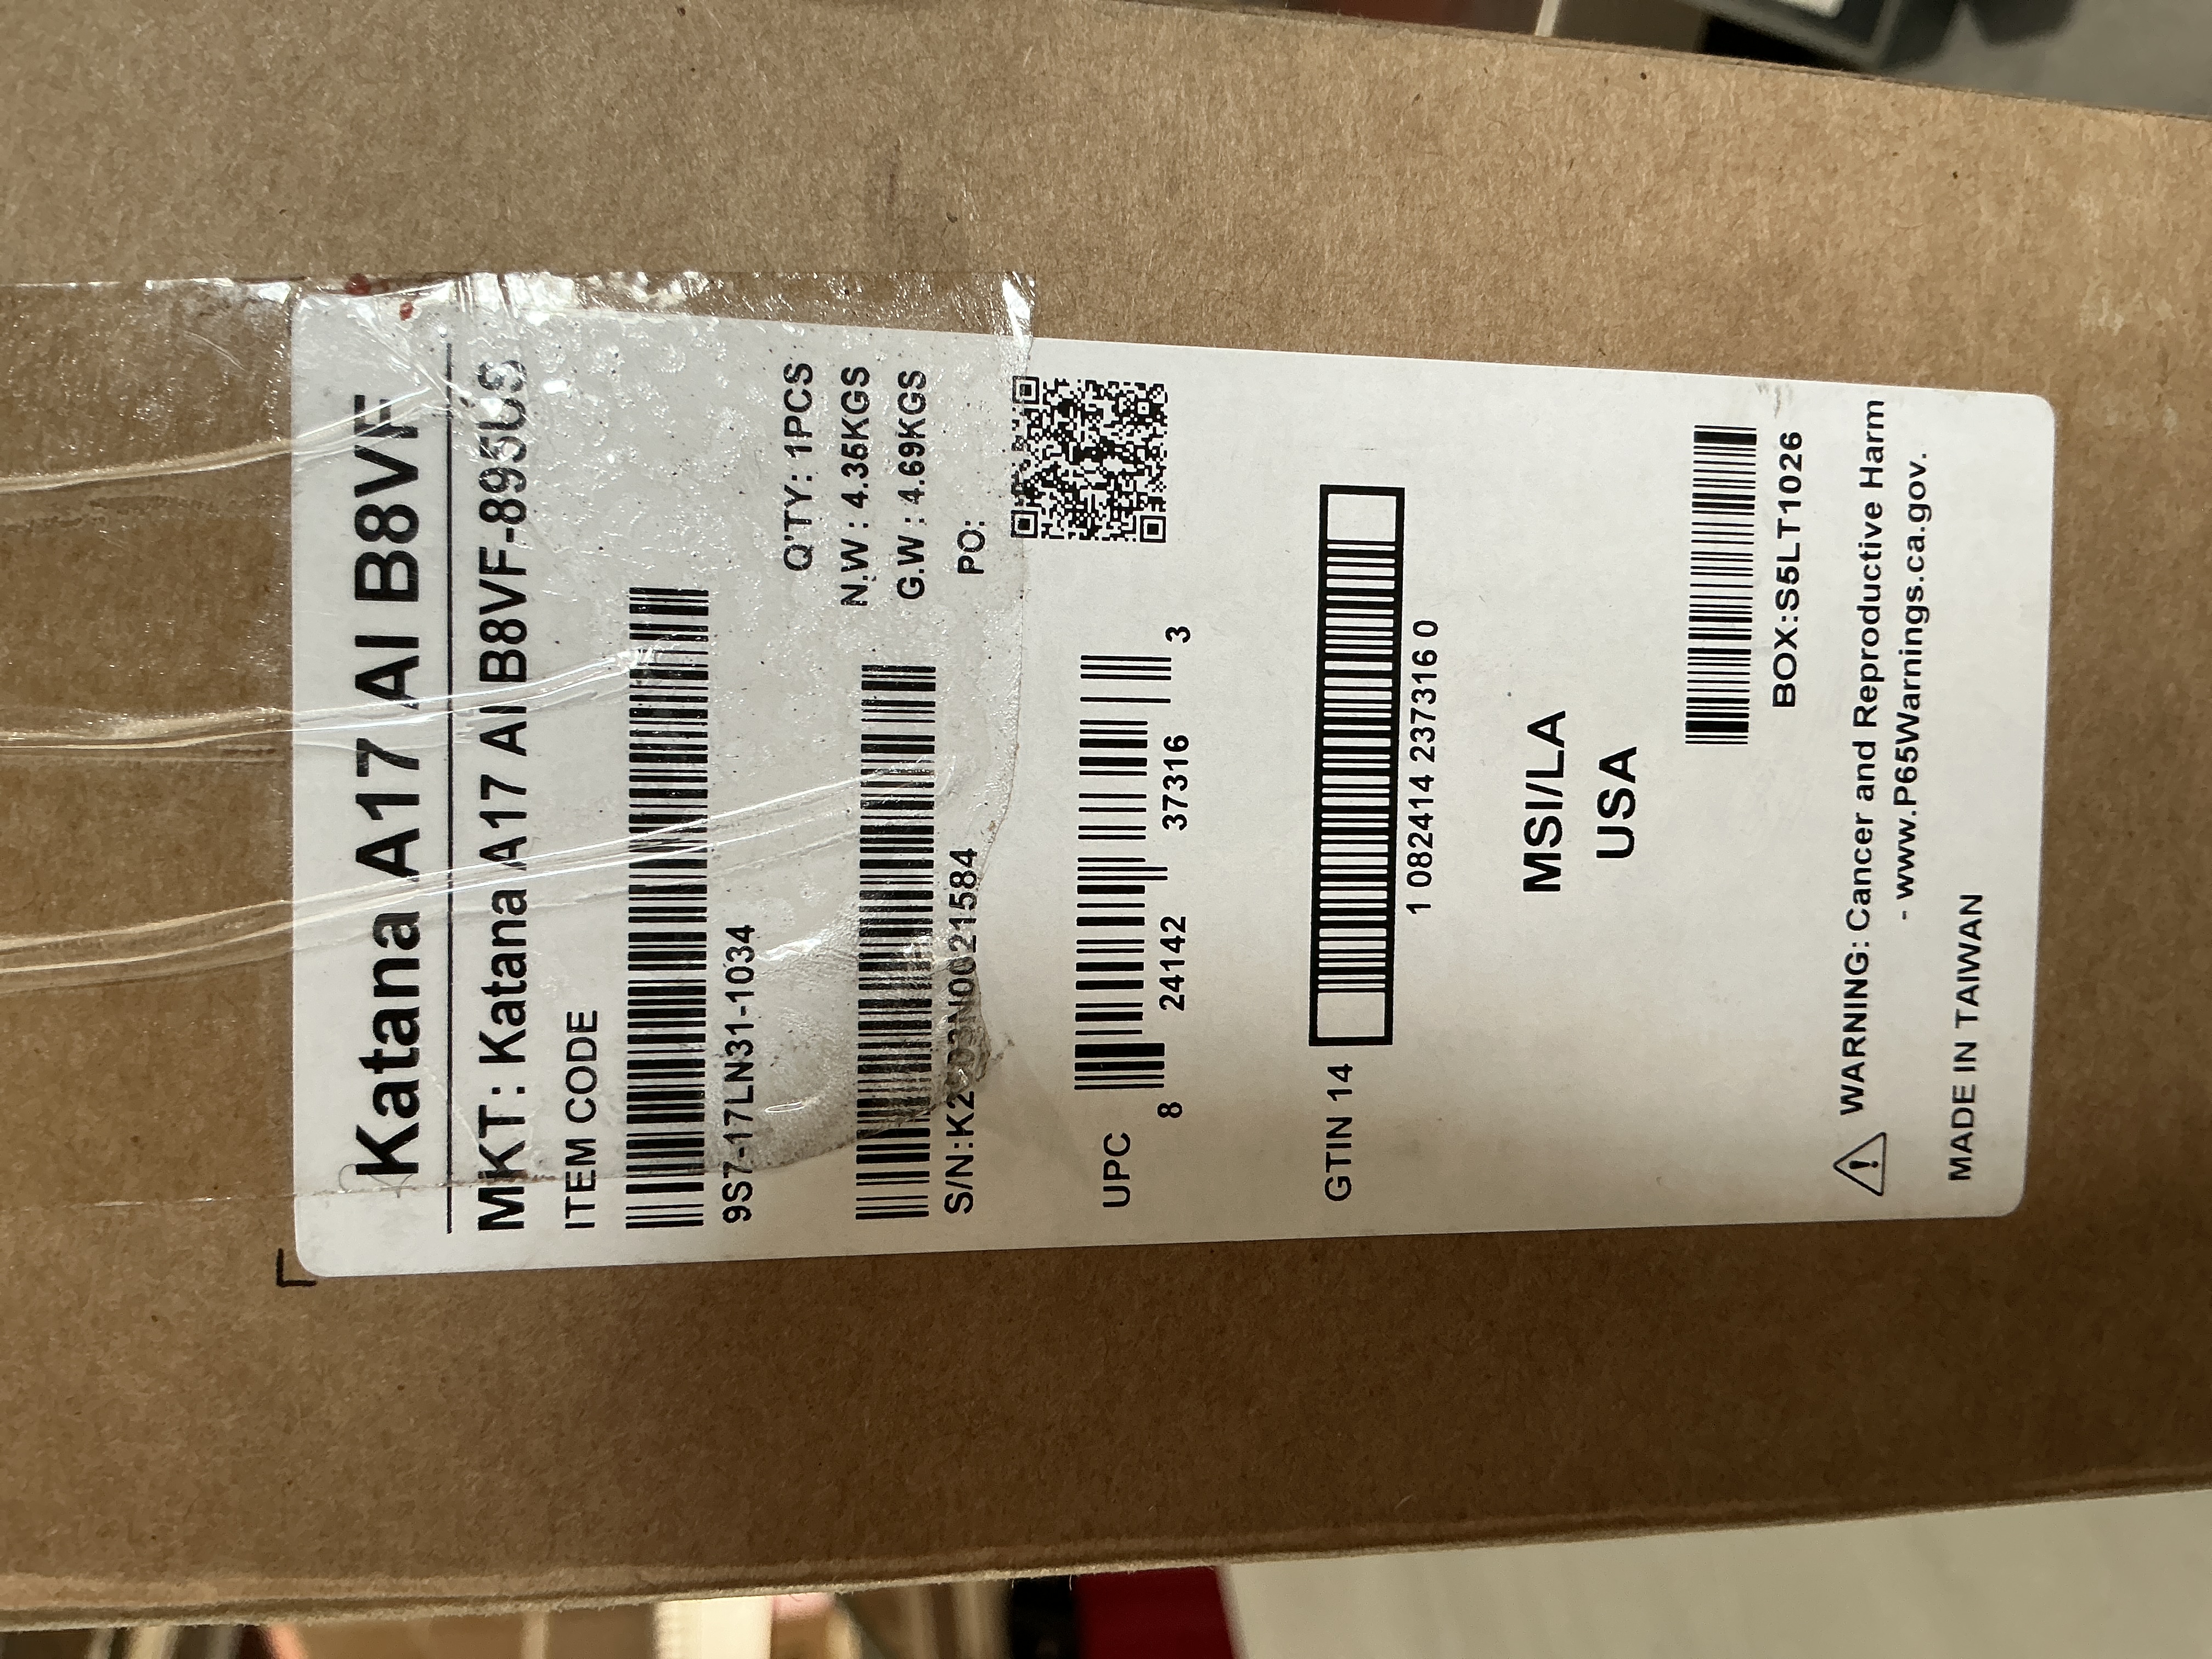 Katana A17 AI B8VF
MKT: Katana A17 AI B8VF-895US
ITEM CODE
9S7-17LN31-1034
Q'TY: 1PCS
N.W : 4.35KGS
G.W : 4.69KGS
PO:
UPC
8 24142 37316 3
GTIN 14
1 082414 237316 0
MSI/LA
USA
BOX:S5LT1026
WARNING: Cancer and Reproductive Harm
- www.P65Warnings.ca.gov.
MADE IN TAIWAN